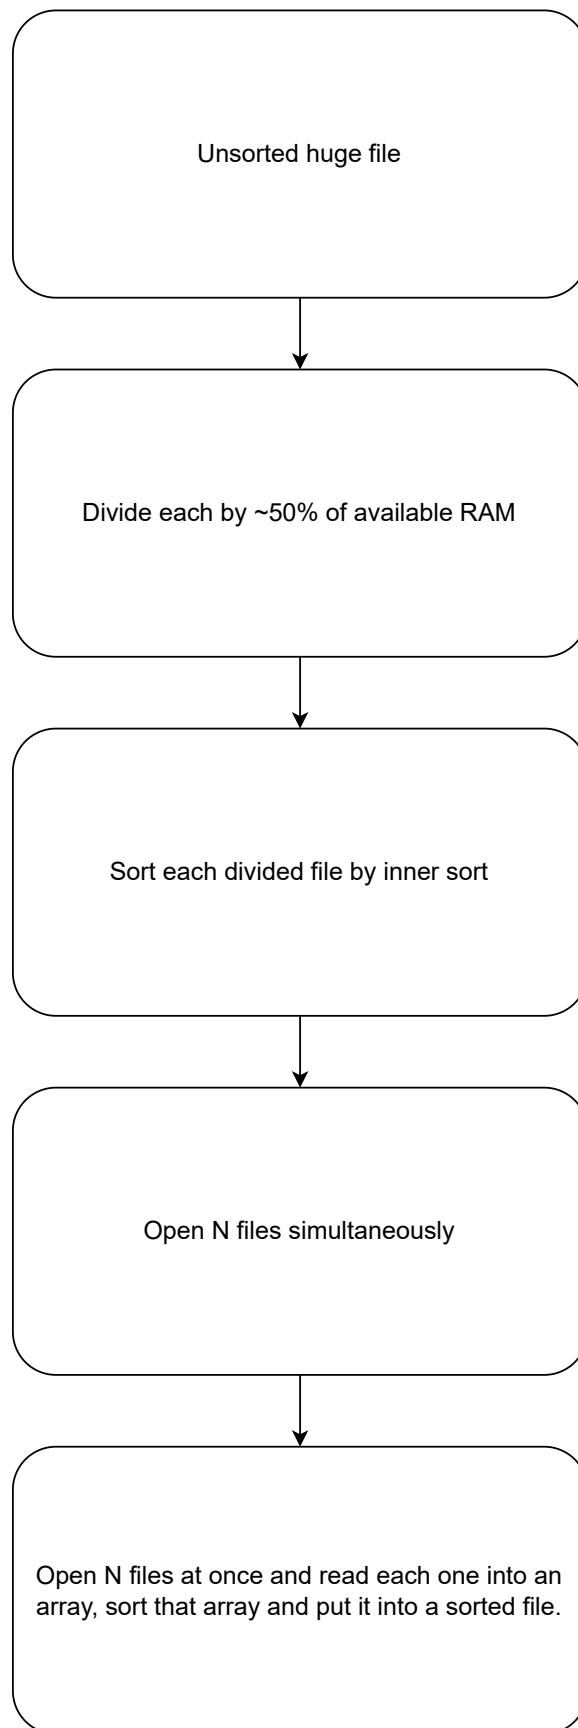 Unsorted huge file
Divide each by ~50% of available RAM
Sort each divided file by inner sort
Open N files simultaneously
Open N files at once and read each one into an
array, sort that array and put it into a sorted file.